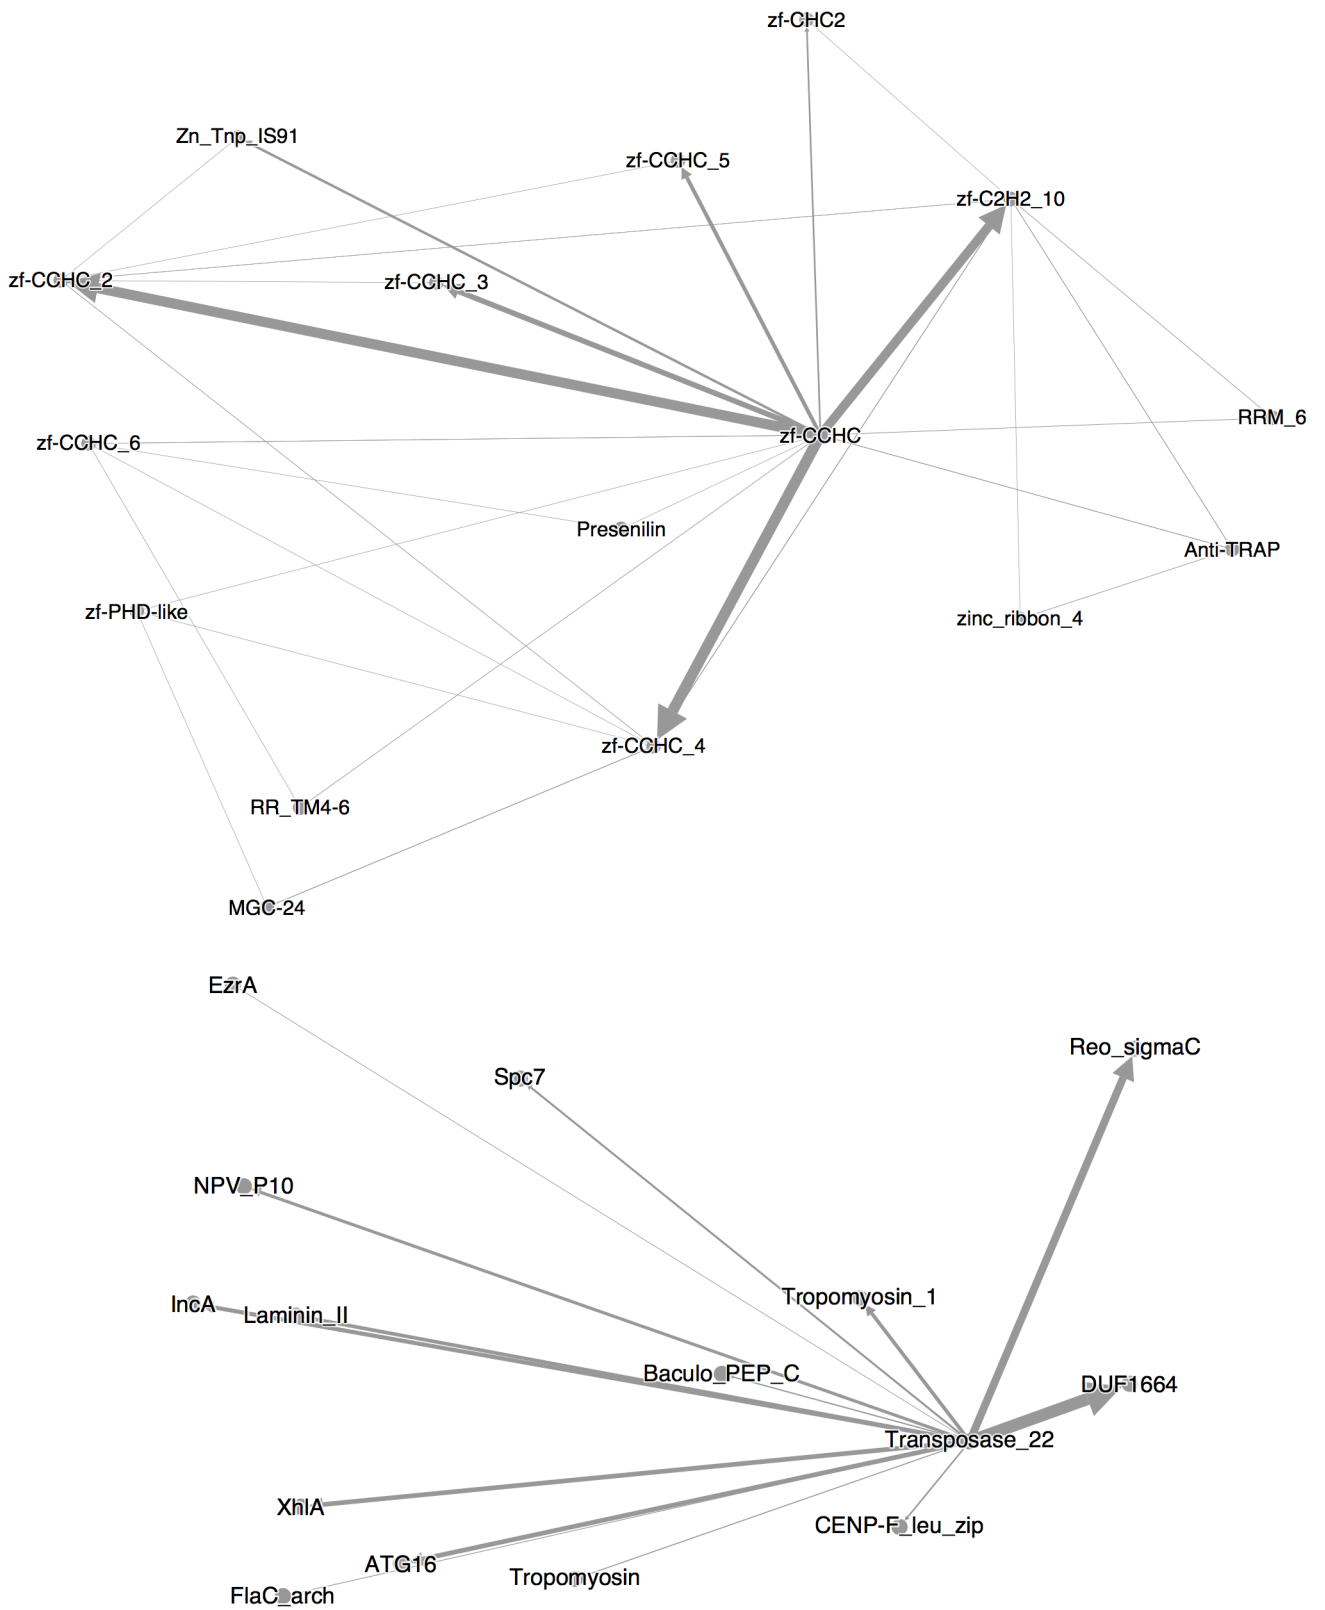 zf-CHC2
Zn_Tnp_IS91
zf-CCHC_5
zf-C2H2_10
zf-CCHC_2
zf-CCHC_3
RRM_6
zf-CCHC
zf-CCHC_6
Presenilin
Anti-TRAP
zf-PHD-like
zinc_ribbon_4
zf-CCHC_4
RR_TM4-6
MGC-24
EzrA
Reo_sigmaC
Spc7
NPV_P10
Tropomyosin_1
IncA
Laminin_II
Baculo_PEP_C
DUF1664
Transposase_22
XhlA
CENP-F_leu_zip
ATG16
Tropomyosin
FlaC_arch